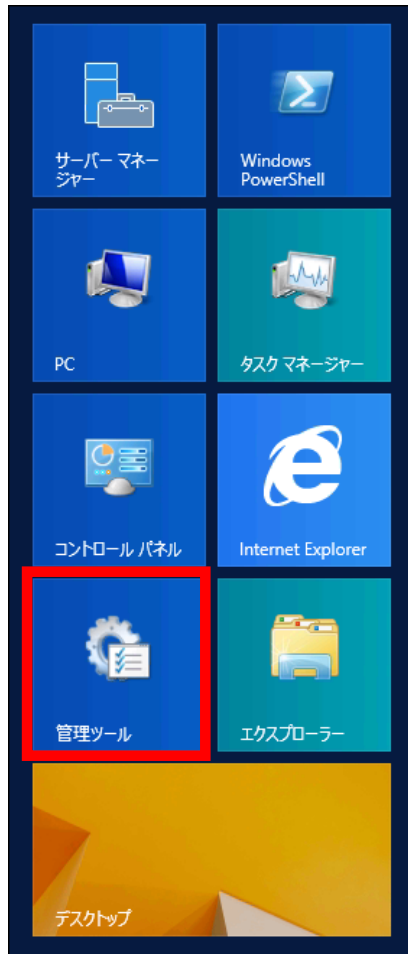 サーバー マネー
ジャー
Windows
PowerShell
PC
タスク マネージャー
コントロール パネル
Internet Explorer
管理ツール
エクスプローラー
デスクトップ